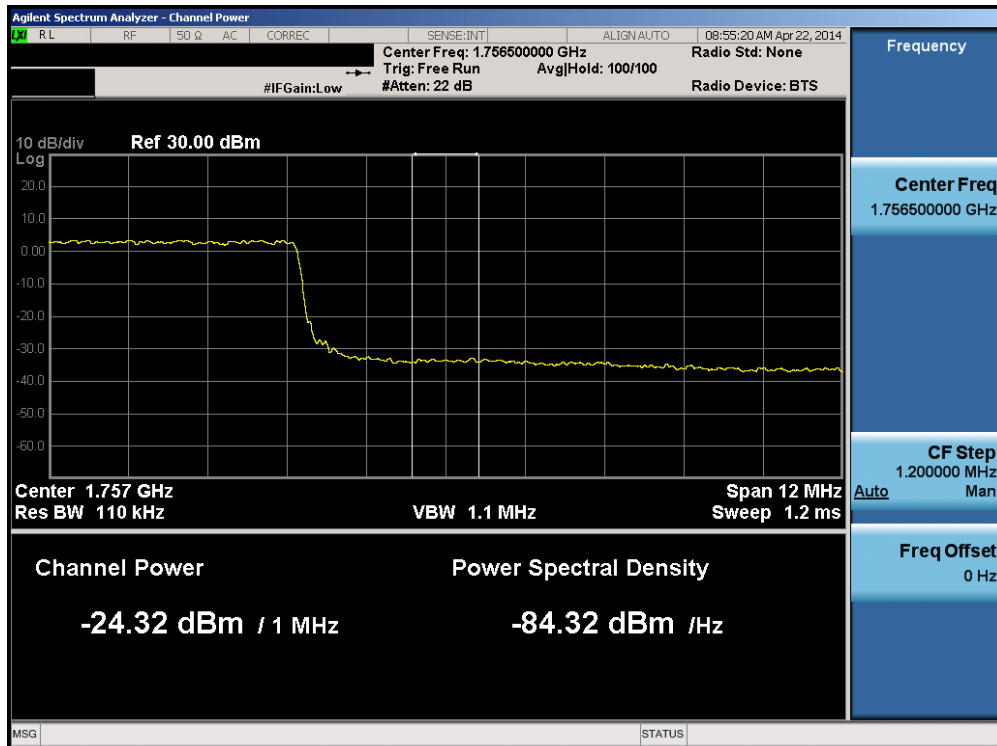 Agilent Spectrum Analyzer - Channel Power
LXI RL RF 50 Ω AC CORREC SENSE:INT ALIGN AUTO 08:55:20 AM Apr 22, 2014
Center Freq: 1.756500000 GHz Radio Std: None
Trig: Free Run Avg|Hold: 100/100
#IFGain:Low #Atten: 22 dB Radio Device: BTS
10 dB/div Ref 30.00 dBm
Log
20.0
10.0
0.00
-10.0
-20.0
-30.0
-40.0
-50.0
-60.0
Center 1.757 GHz Span 12 MHz
Res BW 110 kHz VBW 1.1 MHz Sweep 1.2 ms
Channel Power Power Spectral Density
-24.32 dBm / 1 MHz -84.32 dBm /Hz
MSG STATUS
Frequency
Center Freq
1.756500000 GHz
CF Step
1.200000 MHz
Auto Man
Freq Offset
0 Hz